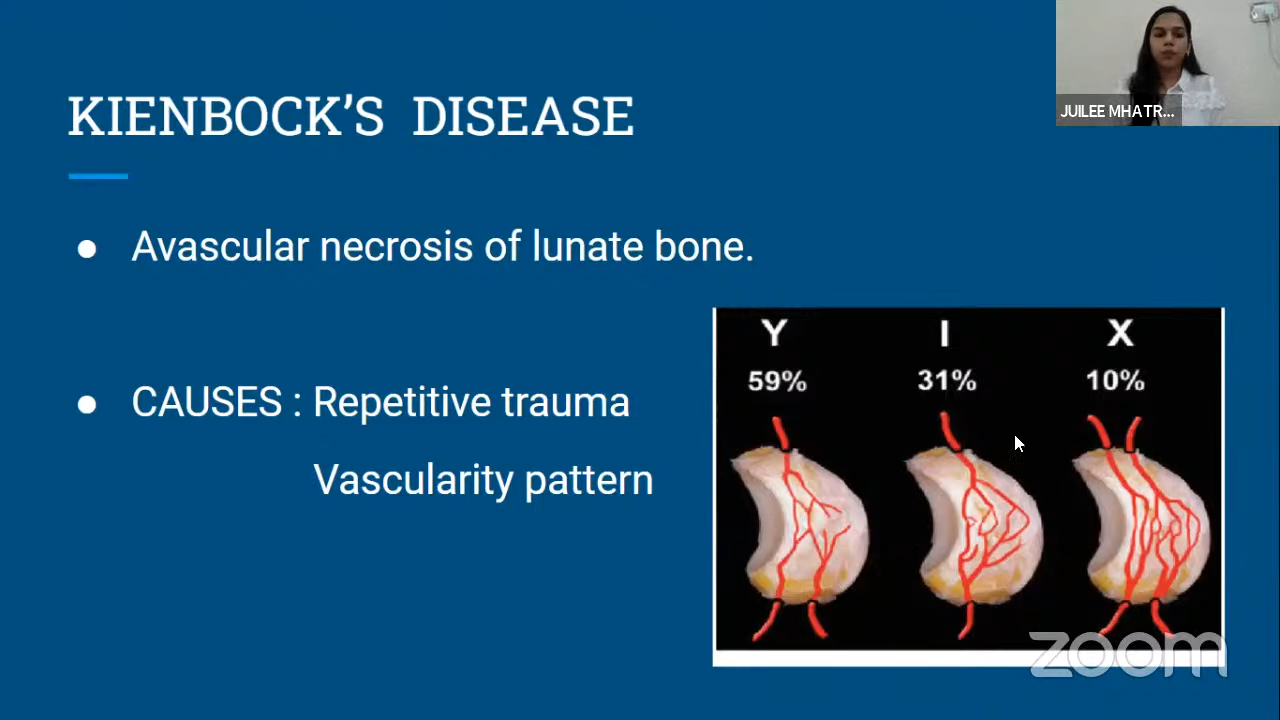 KIENBOCK’S DISEASE
JUILEE MHATR...
● Avascular necrosis of lunate bone.
● CAUSES : Repetitive trauma
Vascularity pattern
Y I X
59% 31% 10%
zoom